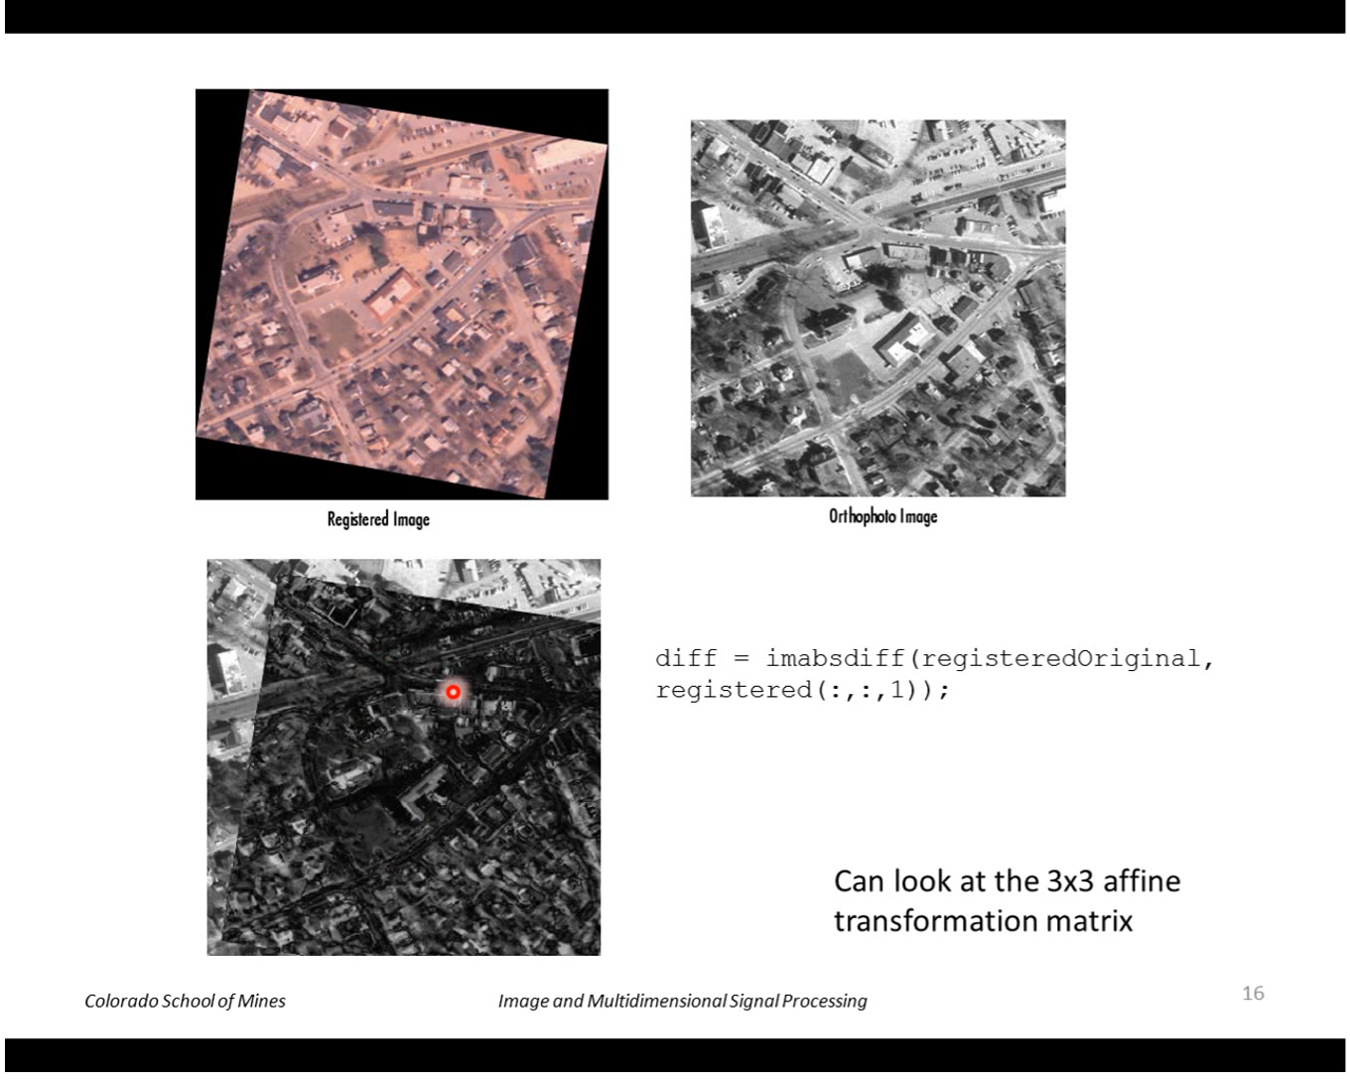 Registered Image
Orthophoto Image
diff = imabsdiff(registeredOriginal,
registered(:,:,1));
Can look at the 3x3 affine
transformation matrix
Colorado School of Mines
Image and Multidimensional Signal Processing
16